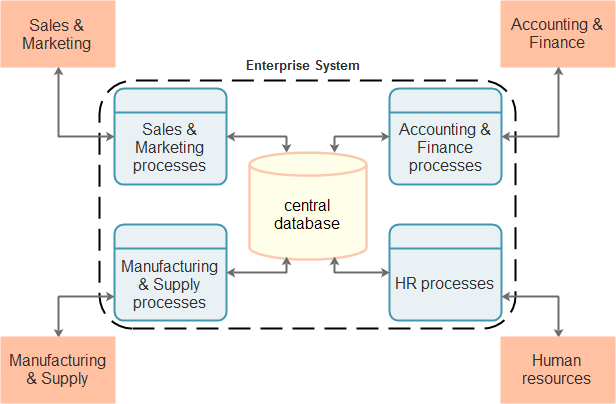 Sales &
Marketing
Accounting &
Finance
Enterprise System
Sales &
Marketing
processes
Accounting &
Finance
processes
central
database
Manufacturing
& Supply
processes
HR processes
Manufacturing
& Supply
Human
resources